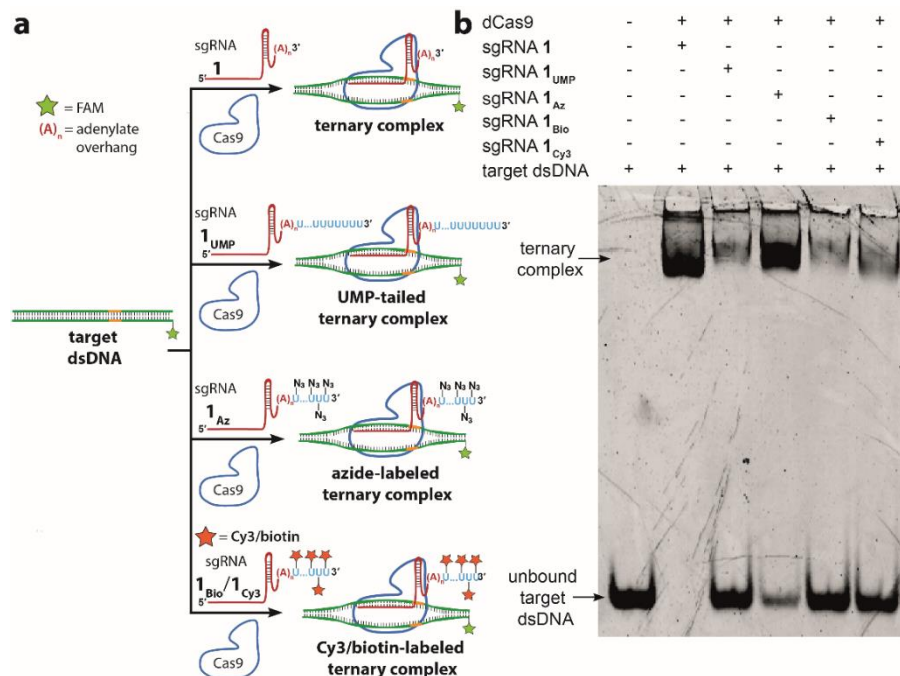 a
sgRNA
1
5′
(A)n3′
Cas9
(A)n3′
ternary complex
= FAM
(A)n = adenylate
overhang
sgRNA
1UMP
5′
(A)nU...UUUUUUU3′
Cas9
(A)nU...UUUUUUU3′
UMP-tailed
ternary complex
target
dsDNA
sgRNA
1Az
5′
N3 N3 N3
(A)nU...UUU3′
N3
Cas9
N3 N3 N3
(A)nU...UUU3′
N3
azide-labeled
ternary complex
= Cy3/biotin
sgRNA
1Bio/1Cy3
5′
(A)nU...UUU3′
Cas9
(A)nU...UUU3′
Cy3/biotin-labeled
ternary complex
b
dCas9 - + + + + +
sgRNA 1 - + - - - -
sgRNA 1UMP - - + - - -
sgRNA 1Az - - - + - -
sgRNA 1Bio - - - - + -
sgRNA 1Cy3 - - - - - +
target dsDNA + + + + + +
ternary
complex
unbound
target
dsDNA